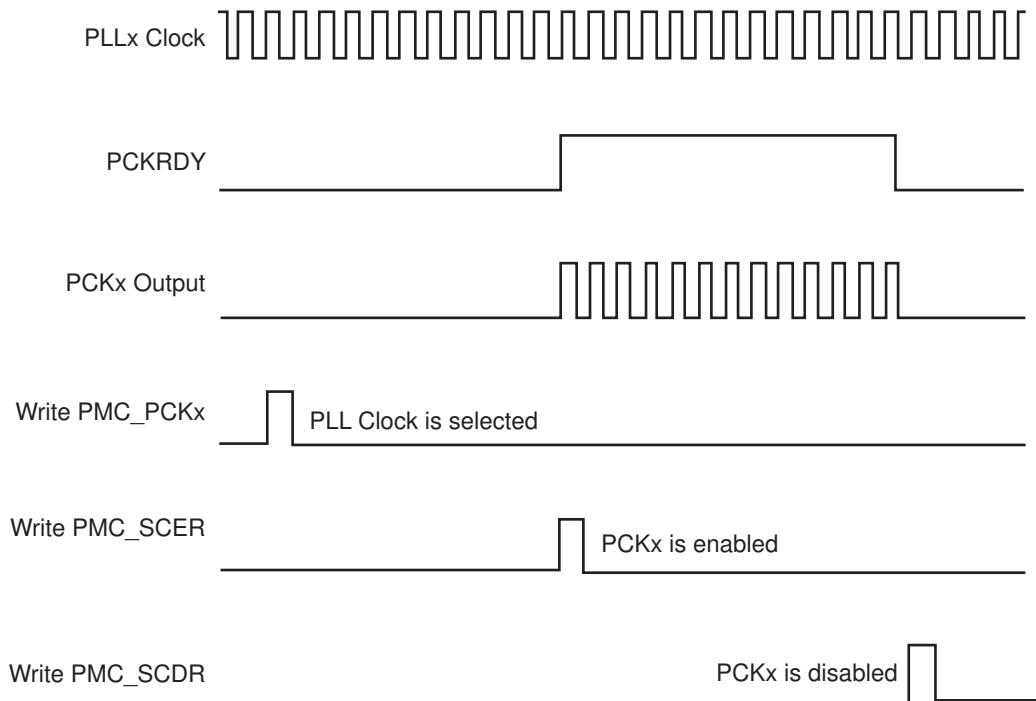 PLLx Clock
PCKRDY
PCKx Output
Write PMC_PCKx
PLL Clock is selected
Write PMC_SCER
PCKx is enabled
Write PMC_SCDR
PCKx is disabled